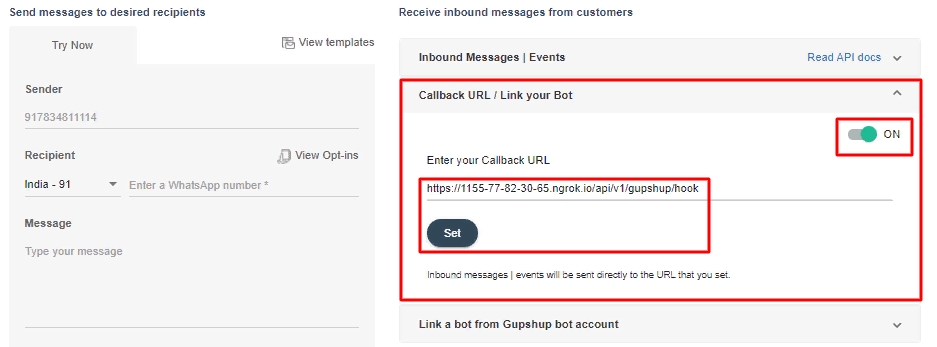 Send messages to desired recipients
Try Now
View templates
Sender
917834811114
Recipient
View Opt-ins
India - 91
Enter a WhatsApp number *
Message
Type your message
Receive inbound messages from customers
Inbound Messages | Events
Read API docs
Callback URL / Link your Bot
ON
Enter your Callback URL
https://1155-77-82-30-65.ngrok.io/api/v1/gupshup/hook
Set
Inbound messages | events will be sent directly to the URL that you set.
Link a bot from Gupshup bot account